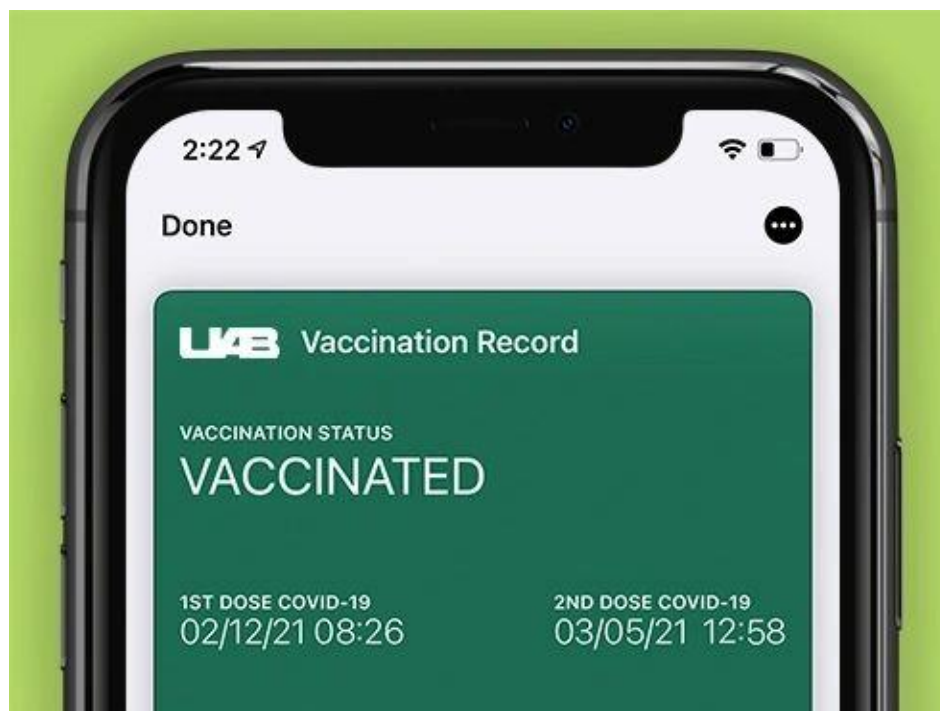 2:22
Done
UAB Vaccination Record
VACCINATION STATUS
VACCINATED
1ST DOSE COVID-19 2ND DOSE COVID-19
02/12/21 08:26 03/05/21 12:58